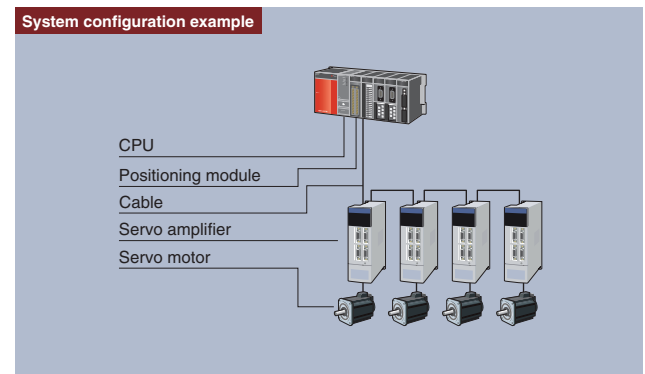 System configuration example
CPU
Positioning module
Cable
Servo amplifier
Servo motor